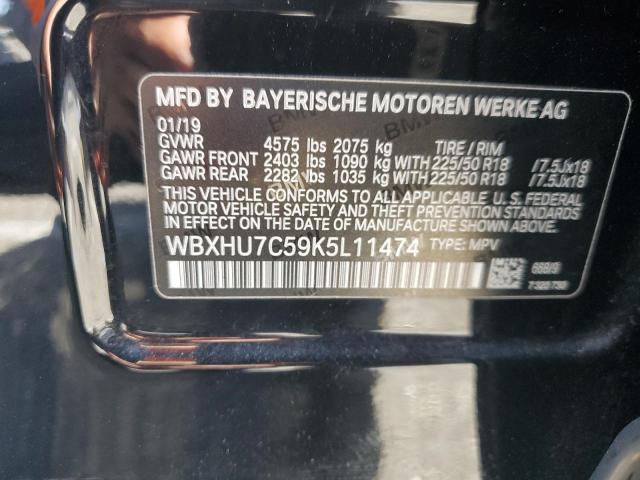 MFD BY BAYERISCHE MOTOREN WERKE AG
01/19
GVWR 4575 lbs 2075 kg TIRE / RIM
GAWR FRONT 2403 lbs 1090 kg WITH 225/50 R18 /7.5Jx18
GAWR REAR 2282 lbs 1035 kg WITH 225/50 R18 /7.5Jx18
THIS VEHICLE CONFORMS TO ALL APPLICABLE U.S. FEDERAL
MOTOR VEHICLE SAFETY AND THEFT PREVENTION STANDARDS
IN EFFECT ON THE DATE OF MANUFACTURE SHOWN ABOVE.
WBXHU7C59K5L11474 TYPE: MPV